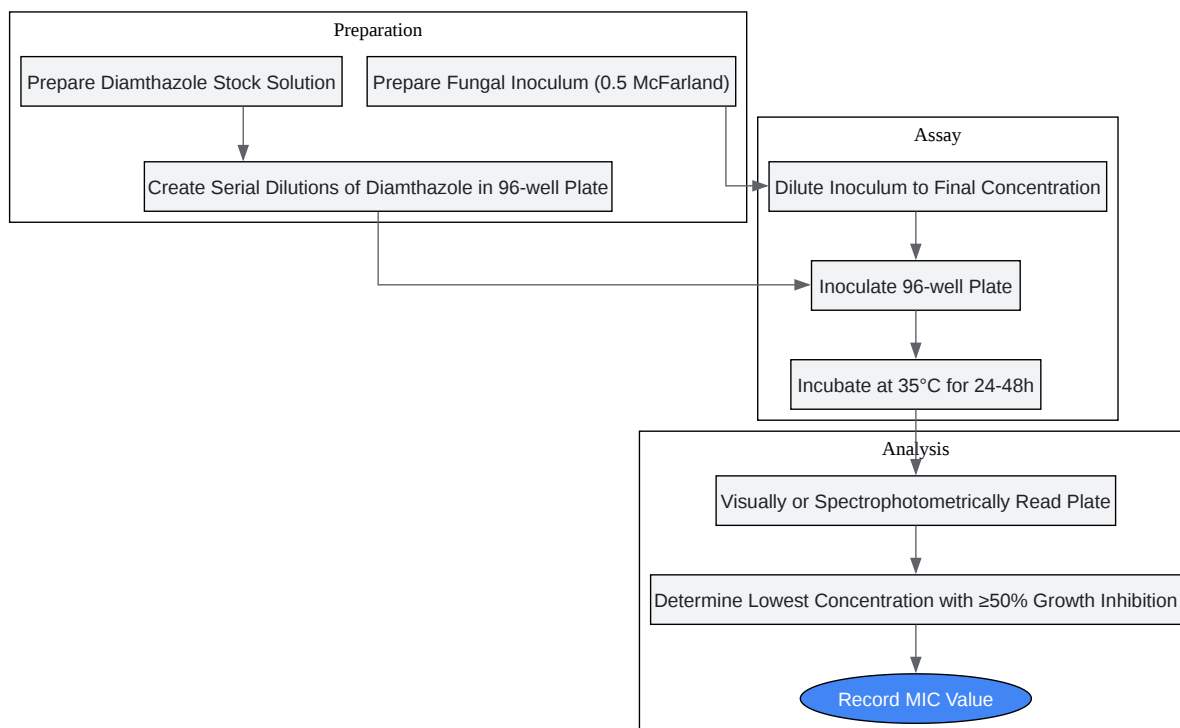 Preparation
Prepare Diamthazole Stock Solution
Prepare Fungal Inoculum (0.5 McFarland)
Create Serial Dilutions of Diamthazole in 96-well Plate
Assay
Dilute Inoculum to Final Concentration
Inoculate 96-well Plate
Incubate at 35°C for 24-48h
Analysis
Visually or Spectrophotometrically Read Plate
Determine Lowest Concentration with ≥50% Growth Inhibition
Record MIC Value